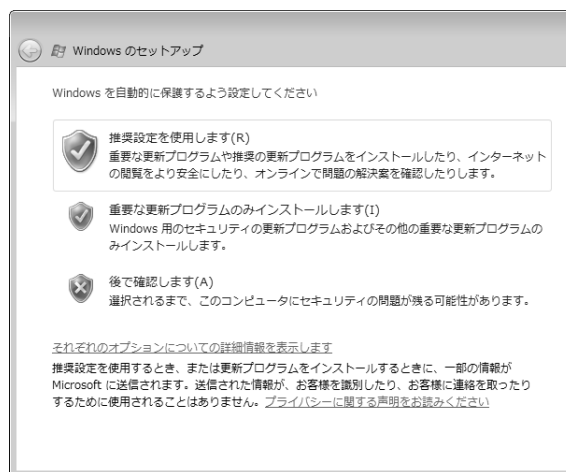 Windows のセットアップ
Windows を自動的に保護するよう設定してください
推奨設定を使用します(R)
重要な更新プログラムや推奨の更新プログラムをインストールしたり、インターネット
の閲覧をより安全にしたり、オンラインで問題の解決案を確認したりします。
重要な更新プログラムのみインストールします(I)
Windows 用のセキュリティの更新プログラムおよびその他の重要な更新プログラムの
みインストールします。
後で確認します(A)
選択されるまで、このコンピュータにセキュリティの問題が残る可能性があります。
それぞれのオプションについての詳細情報を表示します
推奨設定を使用するとき、または更新プログラムをインストールするときに、一部の情報が
Microsoft に送信されます。送信された情報が、お客様を識別したり、お客様に連絡を取ったり
するために使用されることはありません。プライバシーに関する声明をお読みください